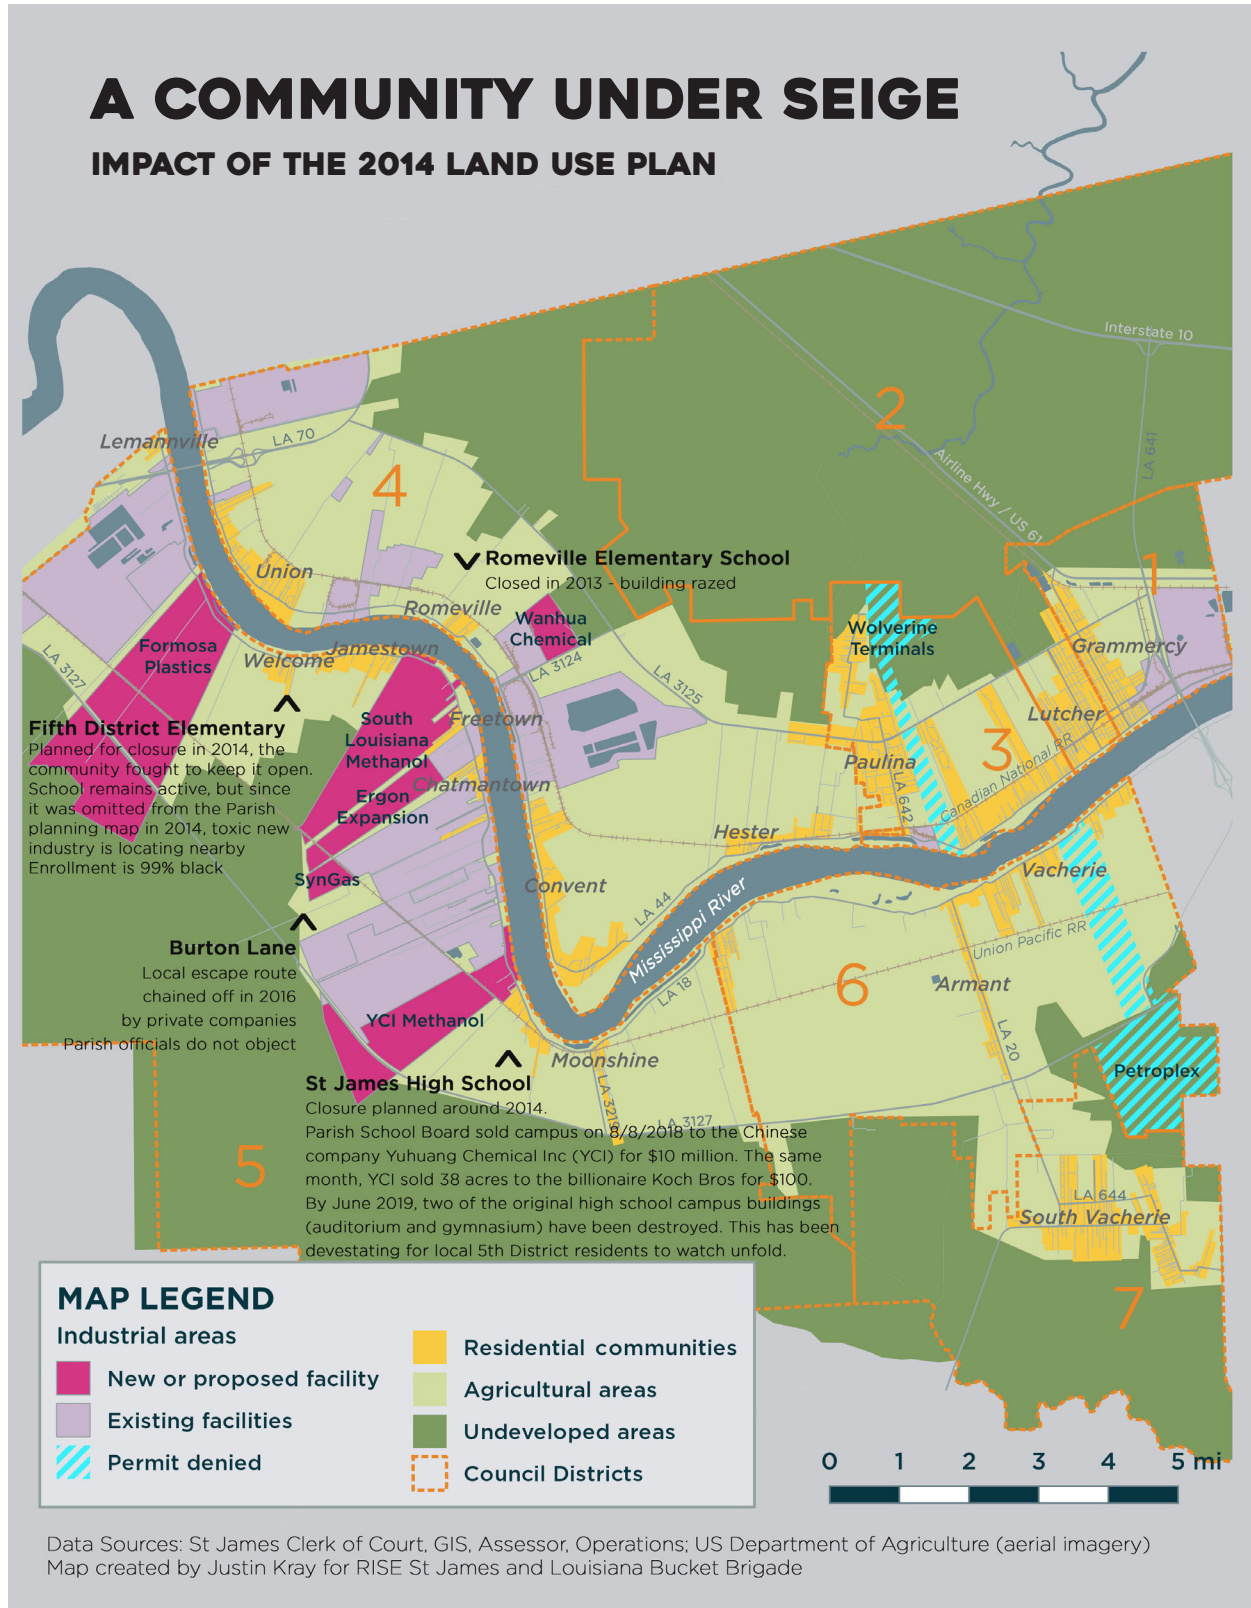 A COMMUNITY UNDER SEIGE
IMPACT OF THE 2014 LAND USE PLAN
Interstate 10
2
LA 641
Airline Hwy / US 61
Lemannville
LA 70
4
Romeville Elementary School
Closed in 2013 - building razed
Union
Romeville
Wanhua
Chemical
1
Wolverine
Terminals
Grammercy
Formosa
Plastics
Welcome
Jamestown
LA 3124
LA 3125
LA 3127
Fifth District Elementary
Planned for closure in 2014, the
community fought to keep it open.
School remains active, but since
it was omitted from the Parish
planning map in 2014, toxic new
industry is locating nearby
Enrollment is 99% black
South
Louisiana
Methanol
Freetown
Lutcher
3
Canadian National RR
Paulina
LA 642
Chatmantown
Ergon
Expansion
Hester
SynGas
Convent
LA 44
Mississippi River
LA 18
Vacherie
Union Pacific RR
Burton Lane
Local escape route
chained off in 2016
by private companies
Parish officials do not object
6
Armant
YCI Methanol
LA 20
Moonshine
Petroplex
St James High School
Closure planned around 2014.
Parish School Board sold campus on 8/8/2018 to the Chinese
company Yuhuang Chemical Inc (YCI) for $10 million. The same
month, YCI sold 38 acres to the billionaire Koch Bros for $100.
By June 2019, two of the original high school campus buildings
(auditorium and gymnasium) have been destroyed. This has been
devestating for local 5th District residents to watch unfold.
LA 3219
LA 3127
5
LA 644
South Vacherie
7
MAP LEGEND
Industrial areas
New or proposed facility
Existing facilities
Permit denied
Residential communities
Agricultural areas
Undeveloped areas
Council Districts
0 1 2 3 4 5 mi
Data Sources: St James Clerk of Court, GIS, Assessor, Operations; US Department of Agriculture (aerial imagery)
Map created by Justin Kray for RISE St James and Louisiana Bucket Brigade